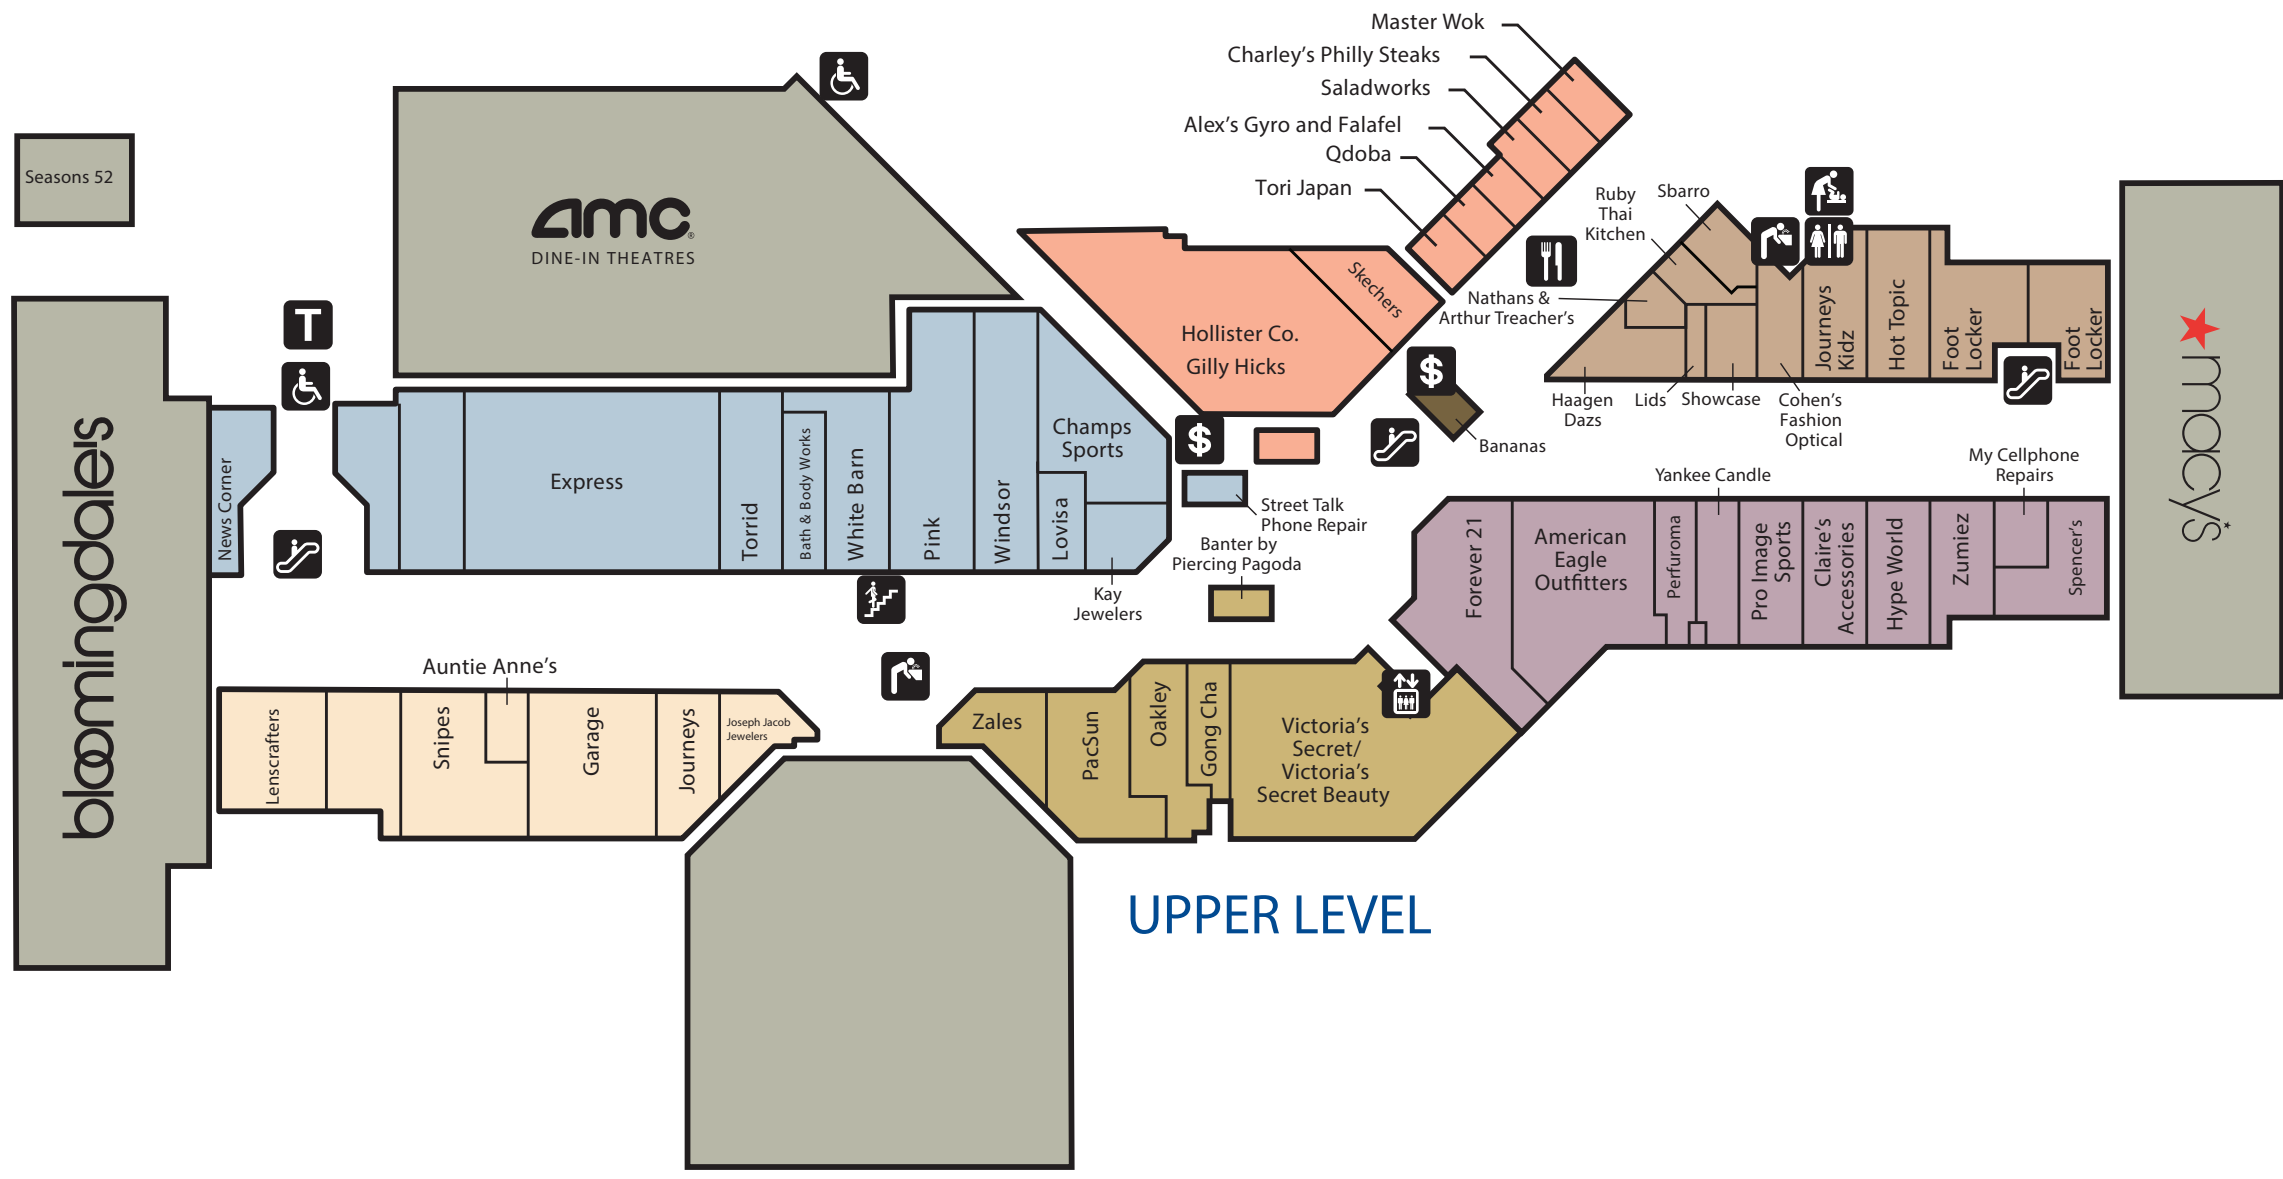 Master Wok
Charley's Philly Steaks
Saladworks
Alex's Gyro and Falafel
Qdoba
Tori Japan
Seasons 52
amc
®
DINE-IN THEATRES
Ruby
Thai
Kitchen
Sbarro
Skechers
Nathans &
Arthur Treacher's
Hollister Co.
Gilly Hicks
Journeys
Kidz
Hot Topic
Foot
Locker
Foot
Locker
macy's
T
bloomingdale's
News Corner
Express
Torrid
Bath & Body Works
White Barn
Pink
Windsor
Champs
Sports
Lovisa
Kay
Jewelers
$
$
Bananas
Haagen
Dazs
Lids
Showcase
Cohen's
Fashion
Optical
Street Talk
Phone Repair
Banter by
Piercing Pagoda
Yankee Candle
My Cellphone
Repairs
Forever 21
American
Eagle
Outfitters
Perfuroma
Pro Image
Sports
Claire's
Accessories
Hype World
Zumiez
Spencer's
Auntie Anne's
Lenscrafters
Snipes
Garage
Journeys
Joseph Jacob
Jewelers
Zales
PacSun
Oakley
Gong Cha
Victoria's
Secret/
Victoria's
Secret Beauty
UPPER LEVEL